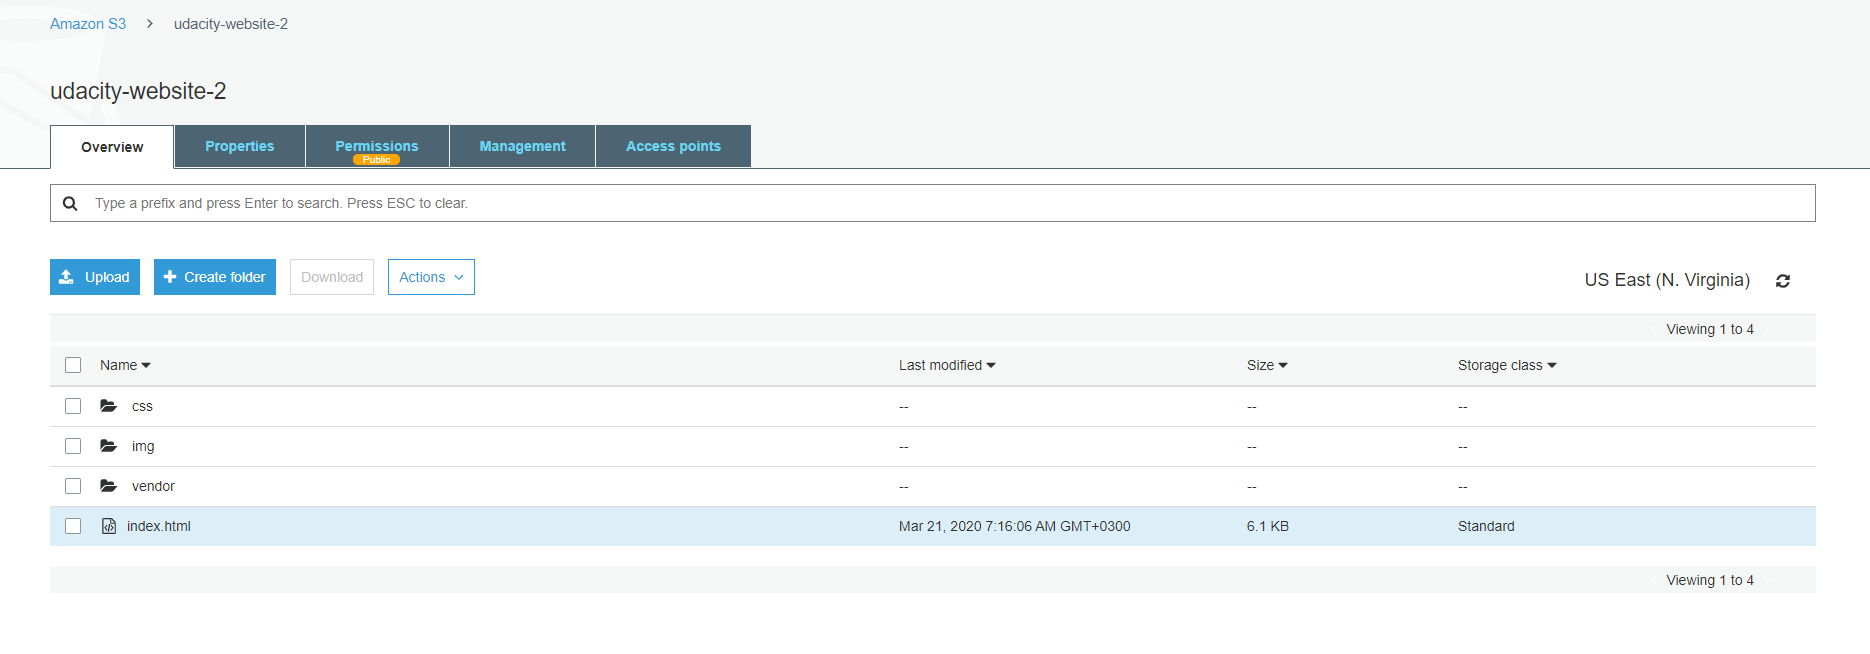 Amazon S3 > udacity-website-2
udacity-website-2
Overview Properties Permissions Management Access points
Public
Type a prefix and press Enter to search. Press ESC to clear.
Upload Create folder Download Actions US East (N. Virginia)
Viewing 1 to 4
Name Last modified Size Storage class
css -- -- --
img -- -- --
vendor -- -- --
index.html Mar 21, 2020 7:16:06 AM GMT+0300 6.1 KB Standard
Viewing 1 to 4